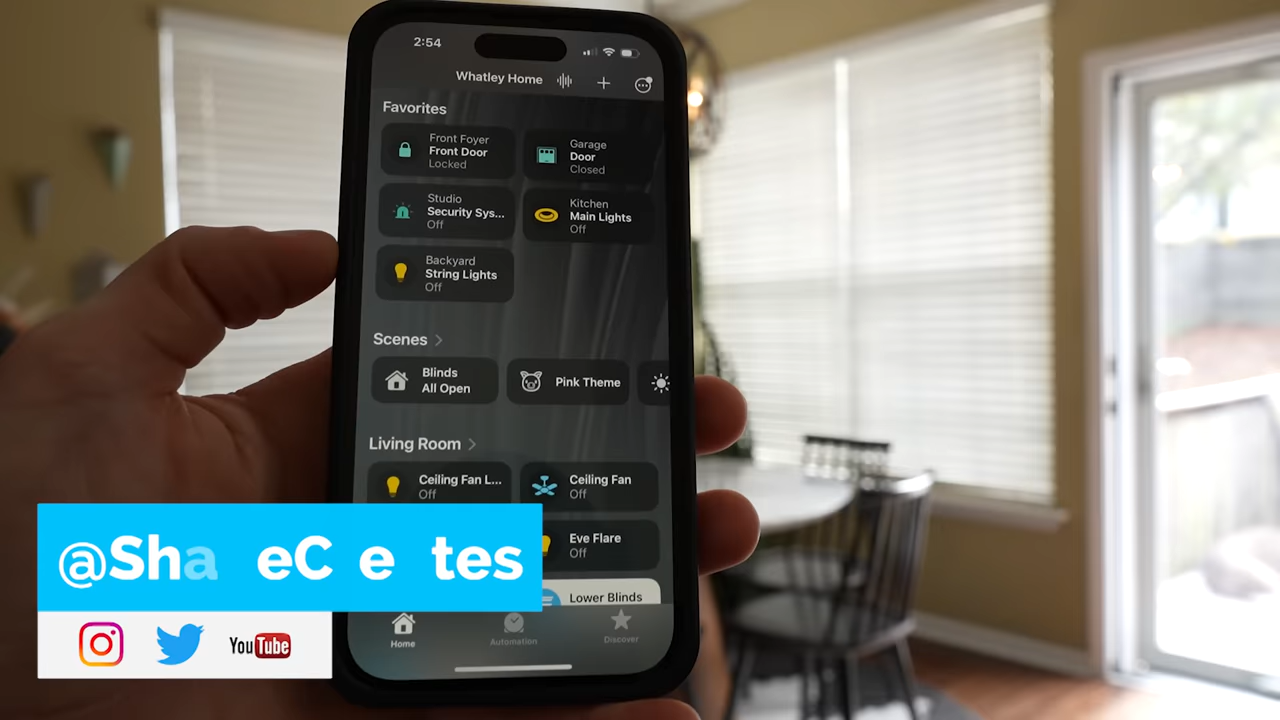 2:54
Whatley Home
Favorites
Front Foyer
Front Door
Locked
Garage
Door
Closed
Studio
Security Sys...
Off
Kitchen
Main Lights
Off
Backyard
String Lights
Off
Scenes
Blinds
All Open
Pink Theme
Living Room
Ceiling Fan L...
Off
Ceiling Fan
Off
Eve Flare
Off
Lower Blinds
Home
Automation
Discover
@Sha eC e tes
YouTube